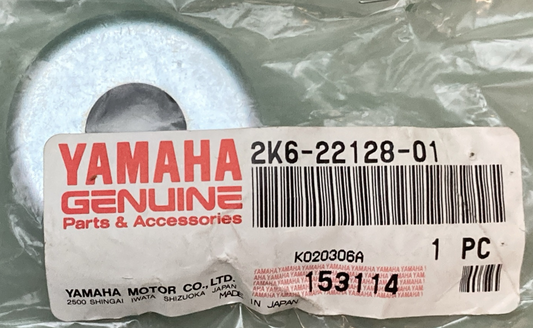 YAMAHA 2K6-22128-01
GENUINE
Parts & Accessories
1 PC
K020306A
YAMAHA MOTOR CO., LTD.
2500 SHINGAI IWATA SHIZUOKA JAPAN
MADE IN JAPAN
153114